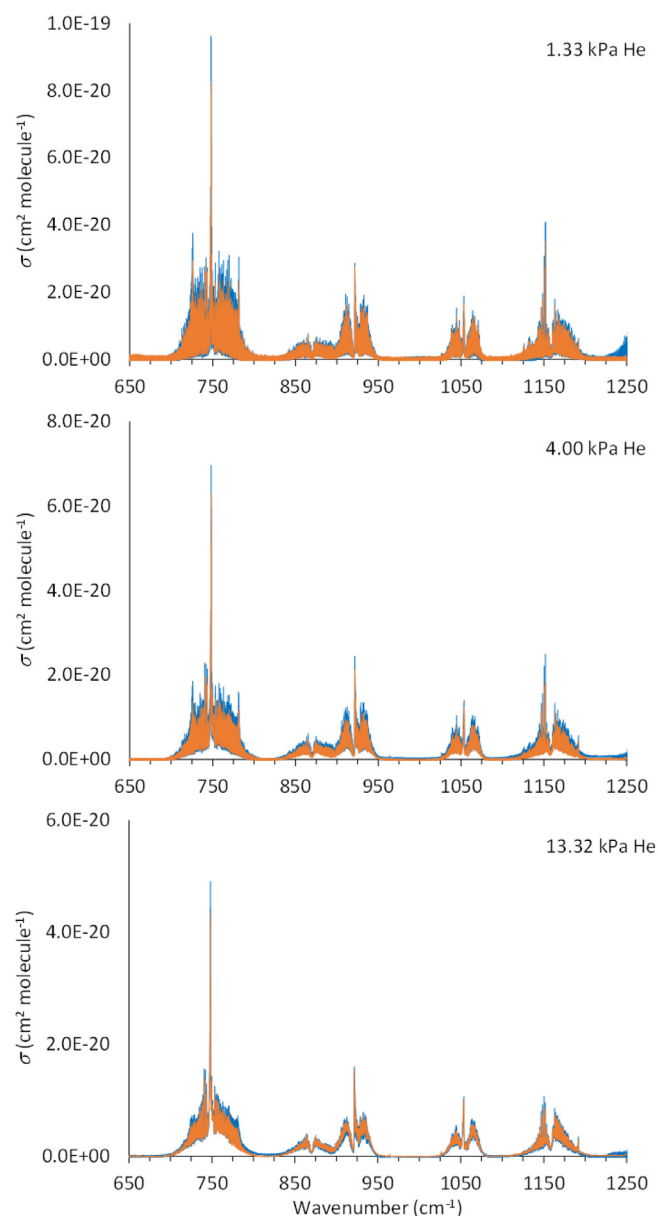 1.0E-19
1.33 kPa He
8.0E-20
6.0E-20
4.0E-20
2.0E-20
0.0E+00
σ (cm² molecule⁻¹)
650 750 850 950 1050 1150 1250
8.0E-20
4.00 kPa He
6.0E-20
4.0E-20
2.0E-20
0.0E+00
σ (cm² molecule⁻¹)
650 750 850 950 1050 1150 1250
6.0E-20
13.32 kPa He
4.0E-20
2.0E-20
0.0E+00
σ (cm² molecule⁻¹)
650 750 850 950 1050 1150 1250
Wavenumber (cm⁻¹)